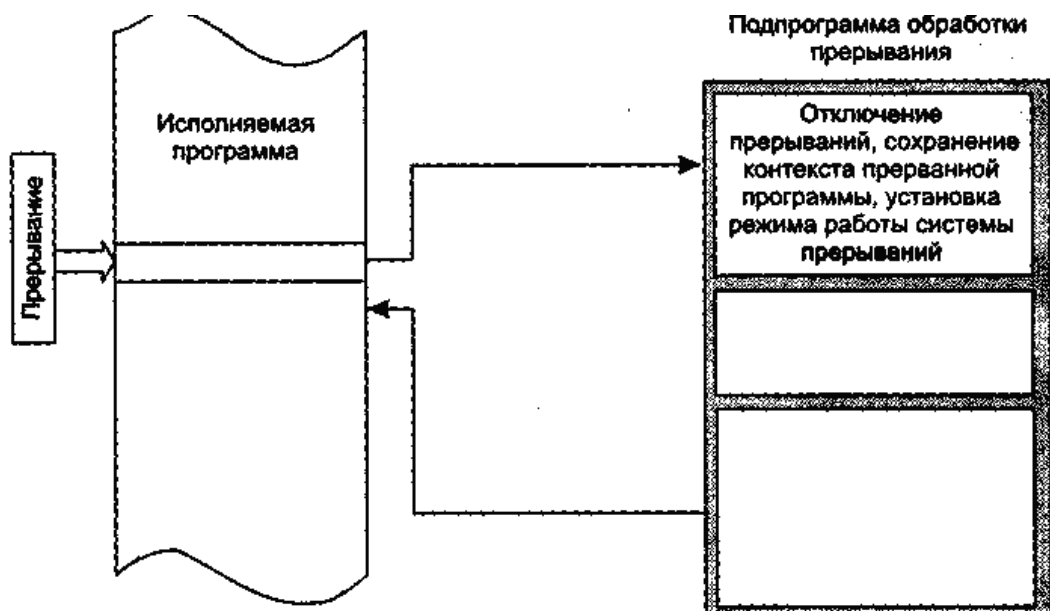 Подпрограмма обработки
прерывания
Исполняемая
программа
Прерывание
Отключение
прерываний, сохранение
контекста прерванной
программы, установка
режима работы системы
прерываний